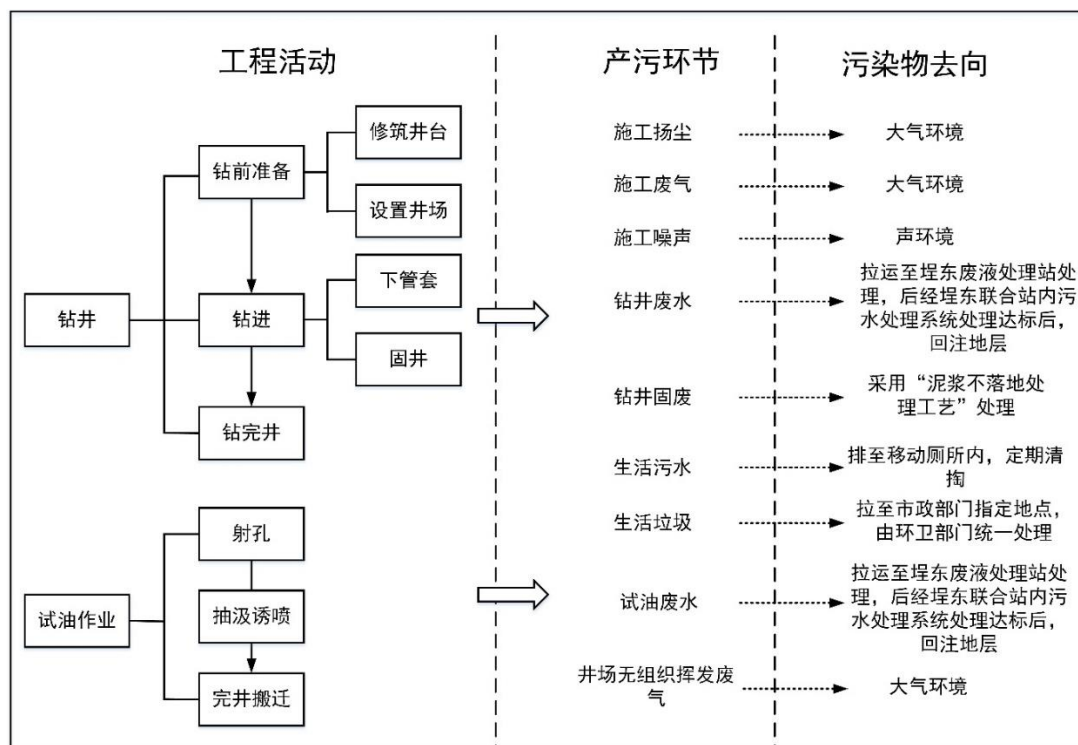 工程活动
产污环节
污染物去向
钻井
钻前准备
修筑井台
设置井场
钻进
下管套
固井
钻完井
试油作业
射孔
抽汲诱喷
完井搬迁
施工扬尘
大气环境
施工废气
大气环境
施工噪声
声环境
钻井废水
拉运至埕东废液处理站处
理，后经埕东联合站内污
水处理系统处理达标后，
回注地层
钻井固废
采用“泥浆不落地处
理工艺”处理
生活污水
排至移动厕所内，定期清
掏
生活垃圾
拉至市政部门指定地点，
由环卫部门统一处理
试油废水
拉运至埕东废液处理站处
理，后经埕东联合站内污
水处理系统处理达标后，
回注地层
井场无组织挥发废
气
大气环境